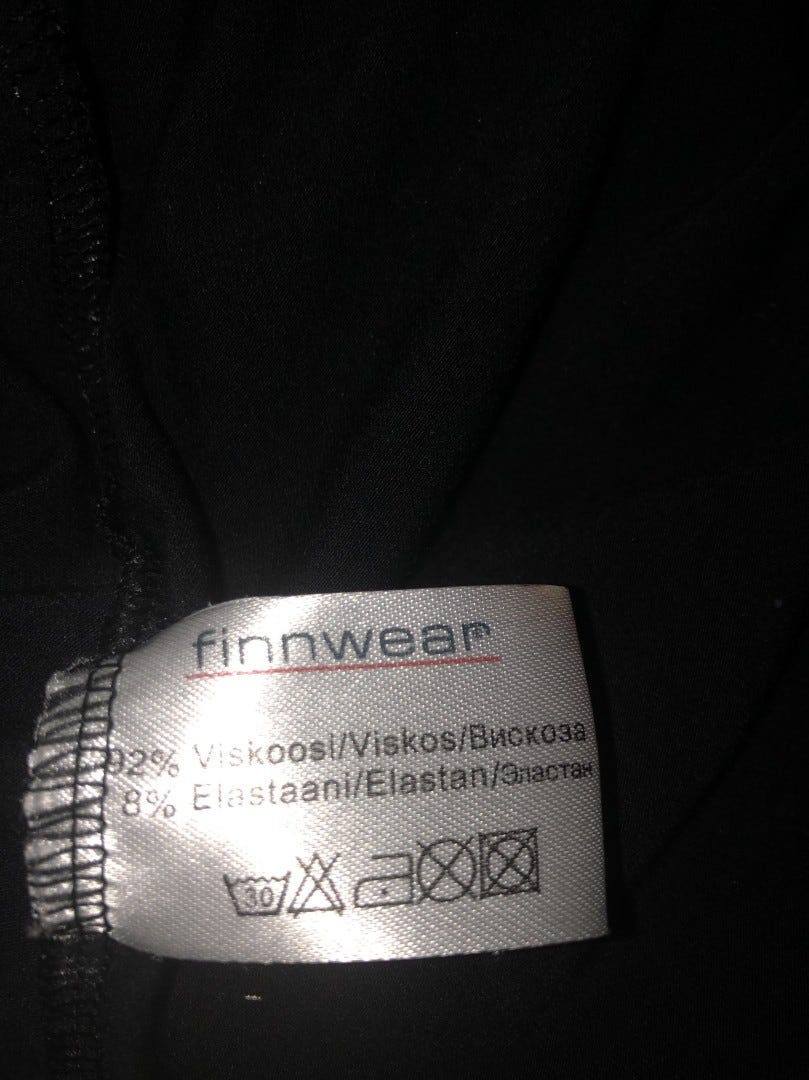 finnwear
92% Viskoosi/Viskos/Вискоза
8% Elastaani/Elastan/Эластан
30